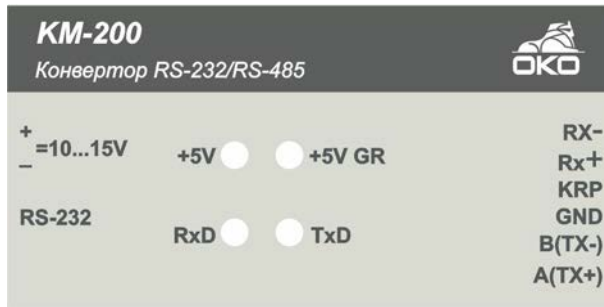 KM-200
Конвертор RS-232/RS-485
ОКО
+
_ =10...15V
+5V
+5V GR
RS-232
RxD
TxD
RX-
Rx+
KRP
GND
B(TX-)
A(TX+)